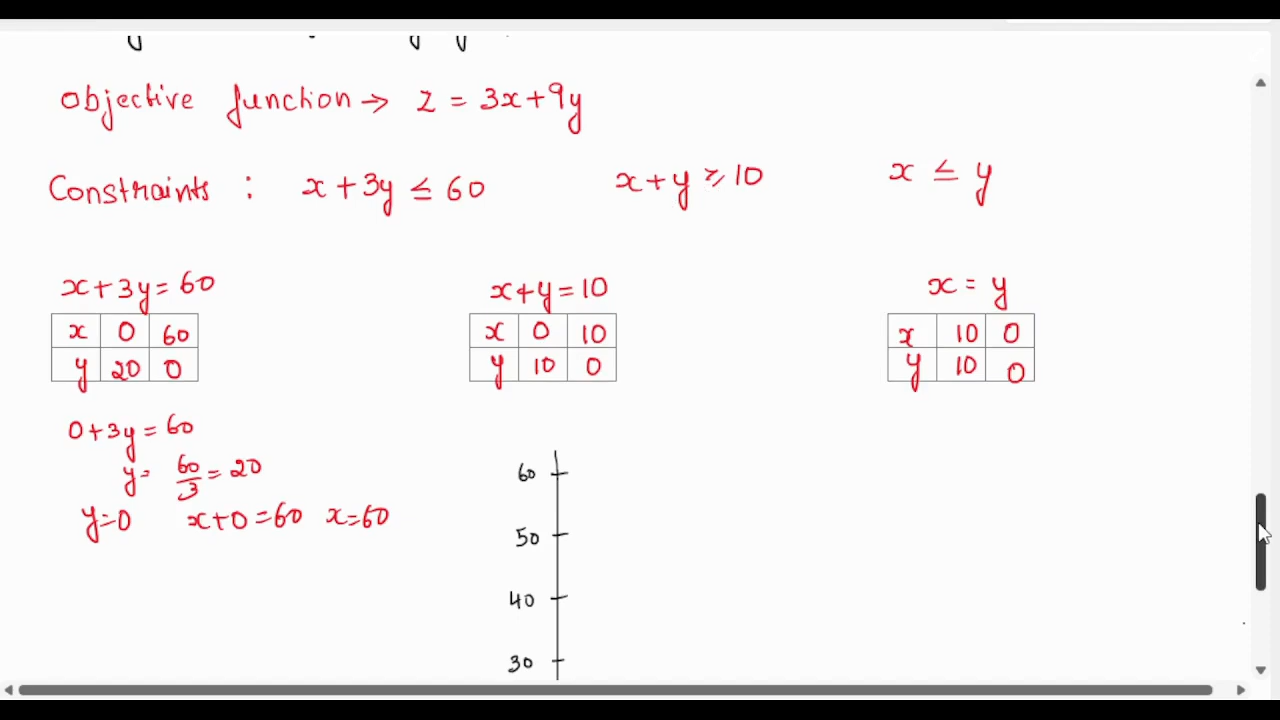 Objective function → z = 3x+9y
Constraints : x + 3y ≤ 60 x+y ≥ 10 x ≤ y
x+3y=60 x+y=10 x = y
x 0 60 x 0 10 x 10 0
y 20 0 y 10 0 y 10 0
0+3y=60
y= 60/3 = 20
y=0 x+0=60 x=60
60
50
40
30